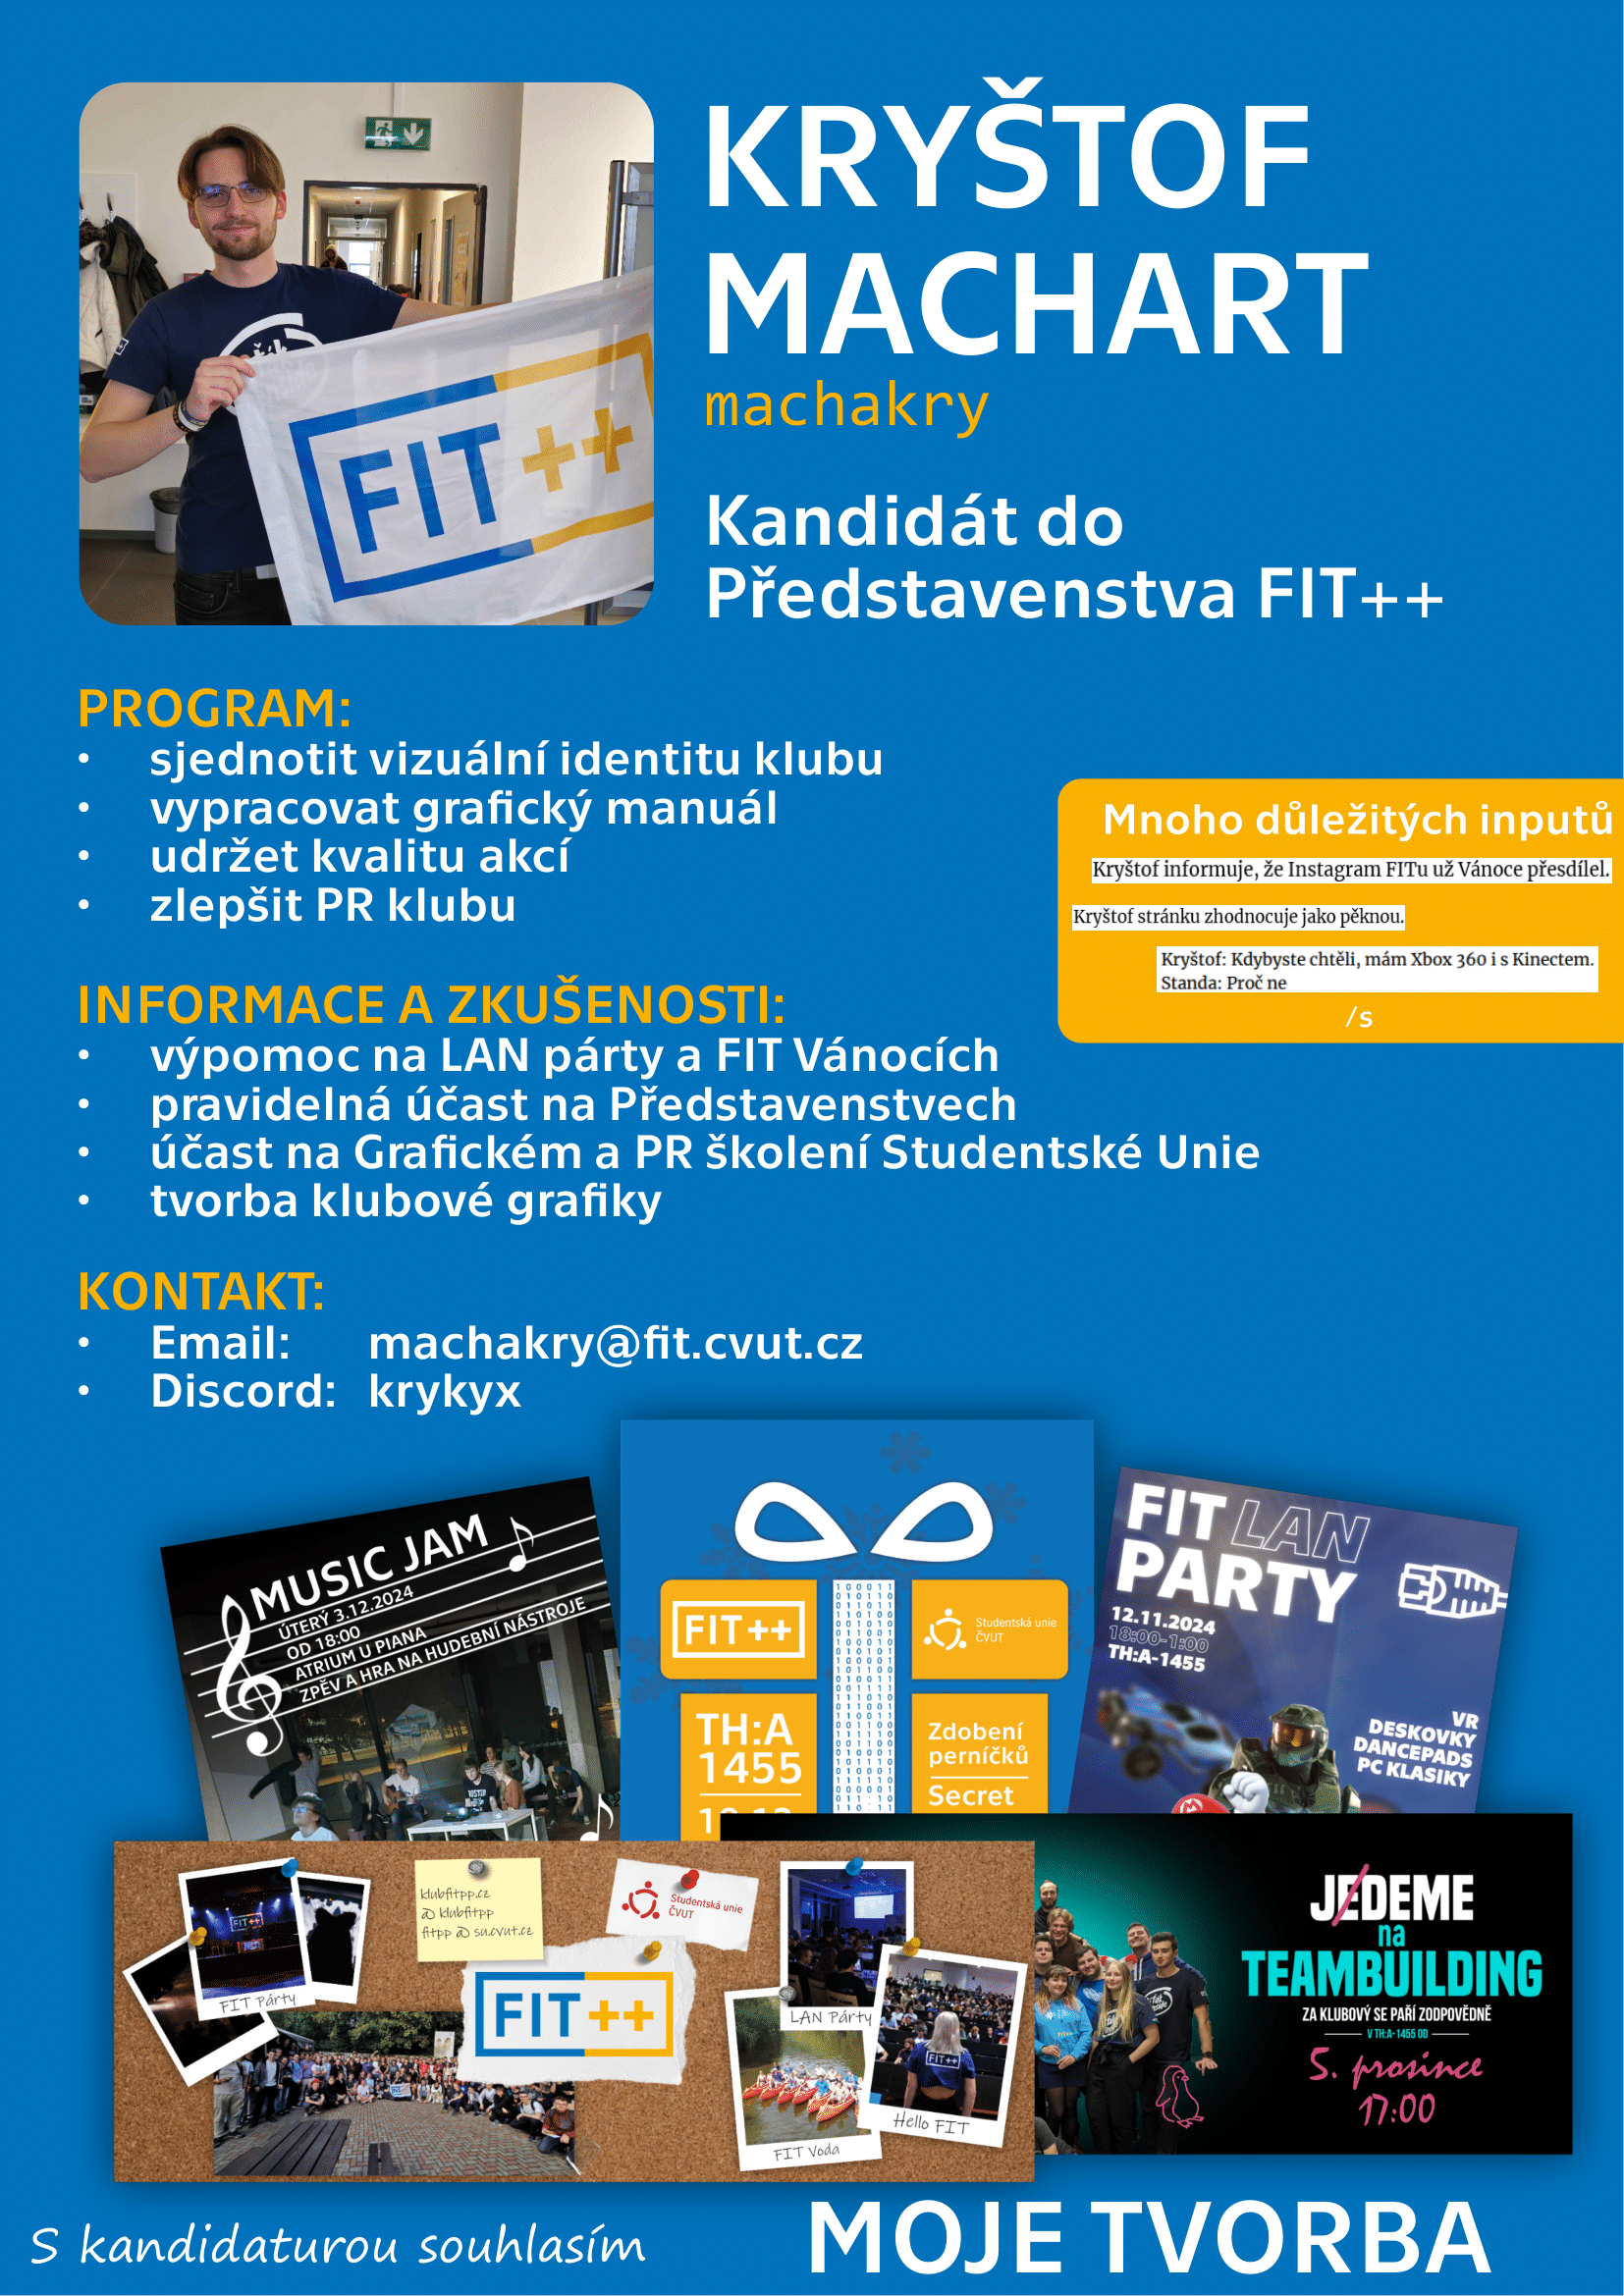 KRYŠTOF
MACHART
machakry
Kandidát do
Představenstva FIT++
FIT++
PROGRAM:
• sjednotit vizuální identitu klubu
• vypracovat grafický manuál
• udržet kvalitu akcí
• zlepšit PR klubu
Mnoho důležitých inputů
Kryštof informuje, že Instagram FITu už Vánoce přesdílel.
Kryštof stránku zhodnocuje jako pěknou.
Kryštof: Kdybyste chtěli, mám Xbox 360 i s Kinectem.
Standa: Proč ne
/s
INFORMACE A ZKUŠENOSTI:
• výpomoc na LAN párty a FIT Vánocích
• pravidelná účast na Představenstvech
• účast na Grafickém a PR školení Studentské Unie
• tvorba klubové grafiky
KONTAKT:
• Email: machakry@fit.cvut.cz
• Discord: krykyx
MUSIC JAM
ÚTERÝ 3.12.2024
OD 18:00
ATRIUM U PIANA
ZPĚV A HRA NA HUDEBNÍ NÁSTROJE
FIT++
Studentská unie
ČVUT
TH:A
1455
Zdobení
perníčků
Secret
FIT LAN
PARTY
12.11.2024
18:00-1:00
TH:A-1455
VR
DESKOVKY
DANCEPADS
PC KLASIKY
FIT++
FIT Párty
klubfitpp.cz
@ klubfitpp
fitpp @ su.cvut.cz
Studentská unie
ČVUT
FIT++
LAN Párty
FIT++
Hello FIT
FIT Voda
JEDEME
na
TEAMBUILDING
ZA KLUBOVÝ SE PAŘÍ ZODPOVĚDNĚ
V TH:A-1455 OD
5. prosince
17:00
S kandidaturou souhlasím
MOJE TVORBA